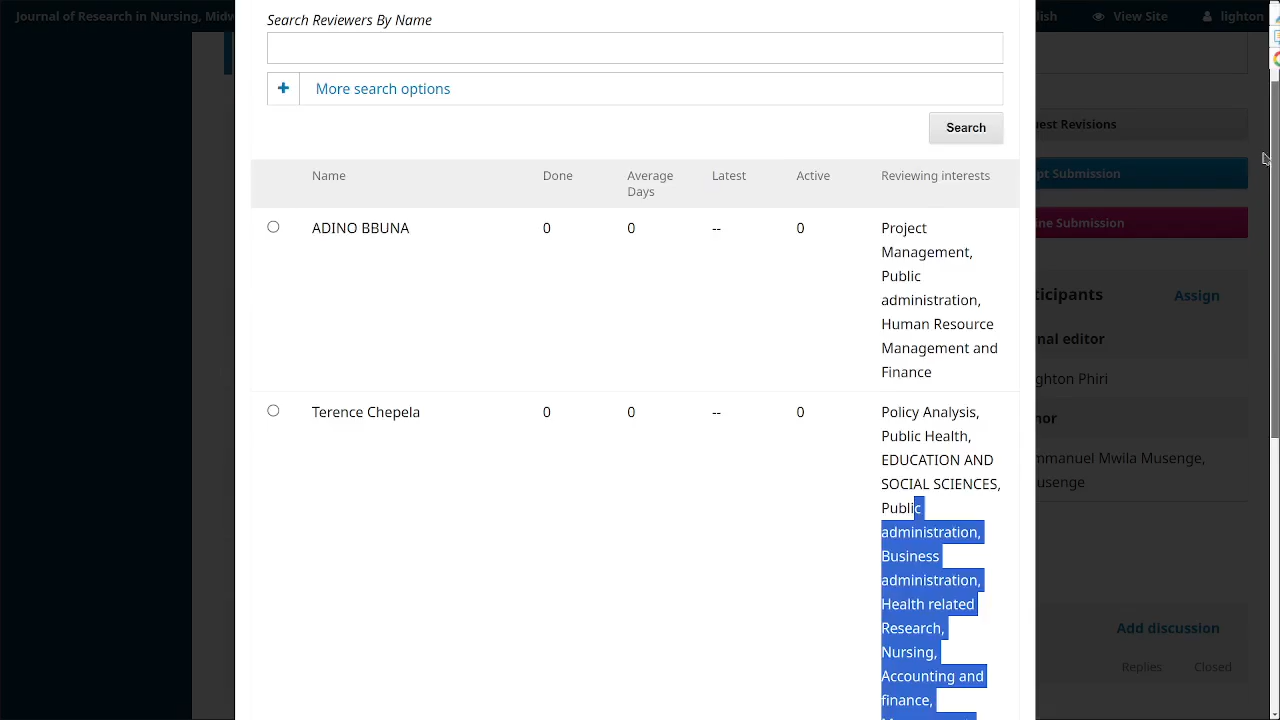 Journal of Research in Nursing, Midw
lish
View Site
lighton
Search Reviewers By Name
More search options
Search
Name
Done
Average
Days
Latest
Active
Reviewing interests
ADINO BBUNA
0
0
--
0
Project
Management,
Public
administration,
Human Resource
Management and
Finance
Terence Chepela
0
0
--
0
Policy Analysis,
Public Health,
EDUCATION AND
SOCIAL SCIENCES,
Public
administration,
Business
administration,
Health related
Research,
Nursing,
Accounting and
finance,
uest Revisions
pt Submission
ine Submission
ticipants
Assign
nal editor
ghton Phiri
nor
mmanuel Mwila Musenge,
usenge
Add discussion
Replies
Closed